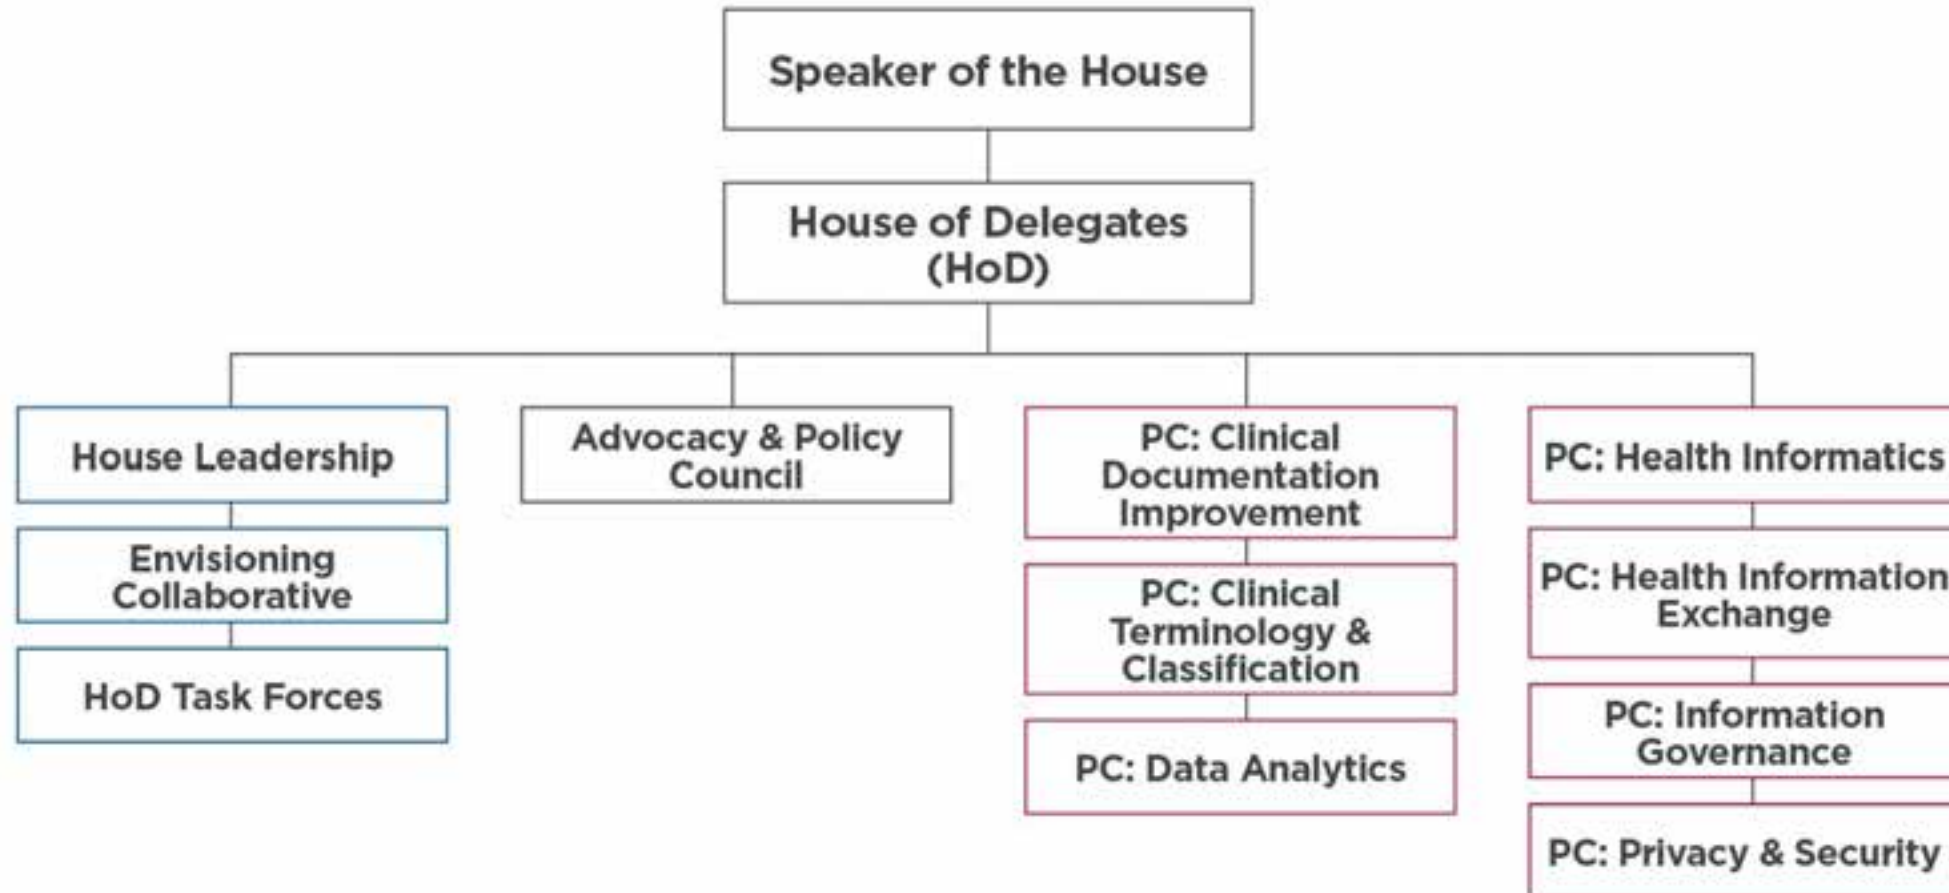 Speaker of the House
House of Delegates
(HoD)
House Leadership
Envisioning
Collaborative
HoD Task Forces
Advocacy & Policy
Council
PC: Clinical
Documentation
Improvement
PC: Clinical
Terminology &
Classification
PC: Data Analytics
PC: Health Informatics
PC: Health Information
Exchange
PC: Information
Governance
PC: Privacy & Security